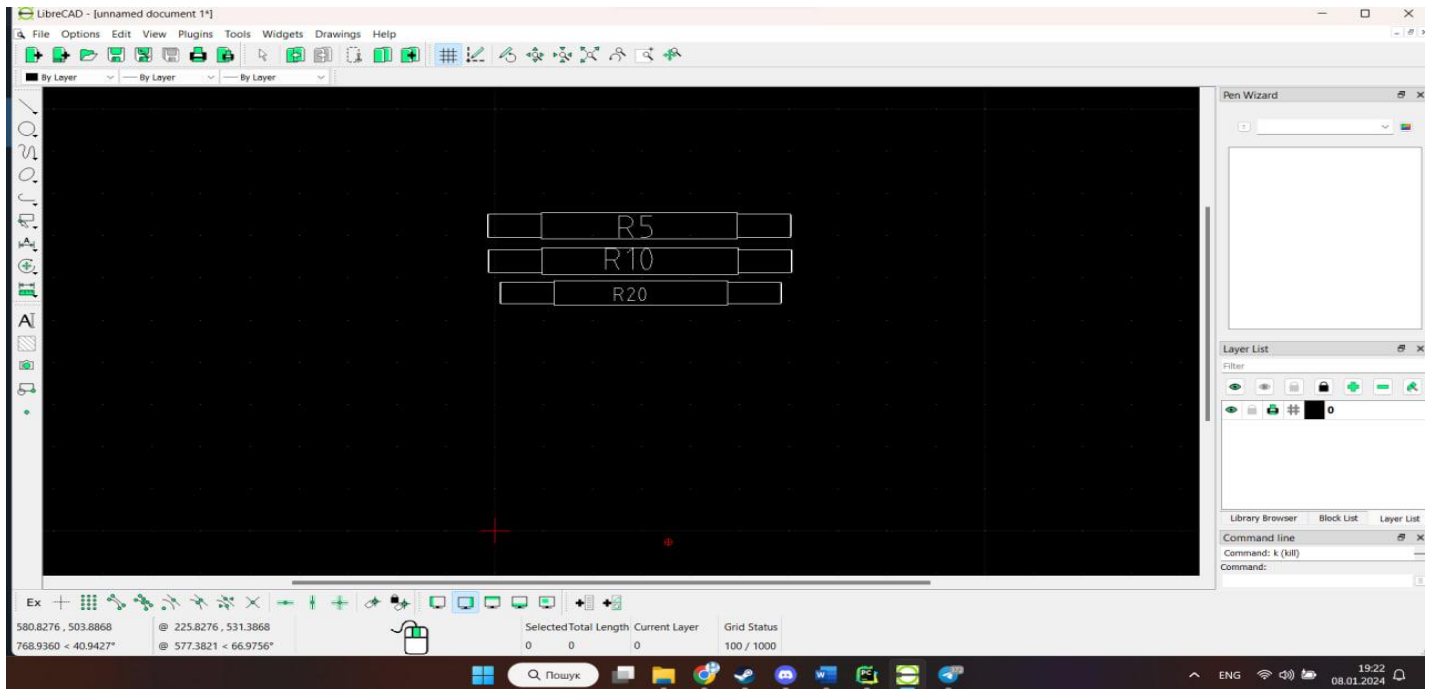 LibreCAD - [unnamed document 1*]
File Options Edit View Plugins Tools Widgets Drawings Help
By Layer By Layer By Layer
Pen Wizard
R5
R10
R20
Layer List
Filter
0
Library Browser Block List Layer List
Command line
Command: k (kill)
Command:
Ex
580.8276 , 503.8868 @ 225.8276 , 531.3868 Selected Total Length Current Layer Grid Status
768.9360 < 40.9427° @ 577.3821 < 66.9756° 0 0 0 100 / 1000
Пошук
ENG 19:22
08.01.2024